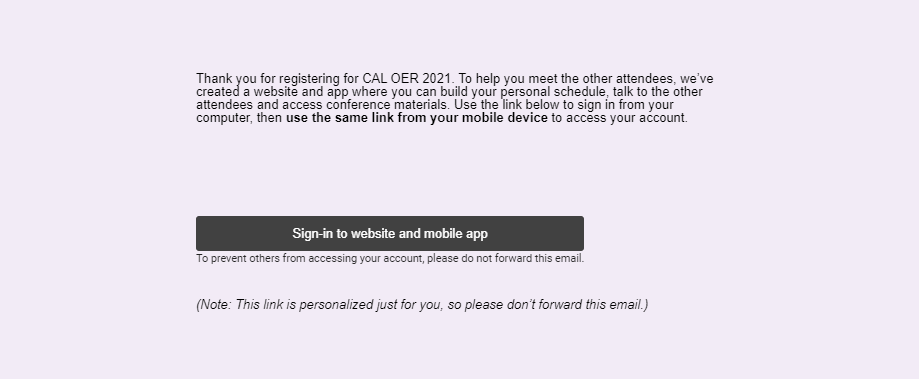 Thank you for registering for CAL OER 2021. To help you meet the other attendees, we've
created a website and app where you can build your personal schedule, talk to the other
attendees and access conference materials. Use the link below to sign in from your
computer, then use the same link from your mobile device to access your account.
Sign-in to website and mobile app
To prevent others from accessing your account, please do not forward this email.
(Note: This link is personalized just for you, so please don't forward this email.)